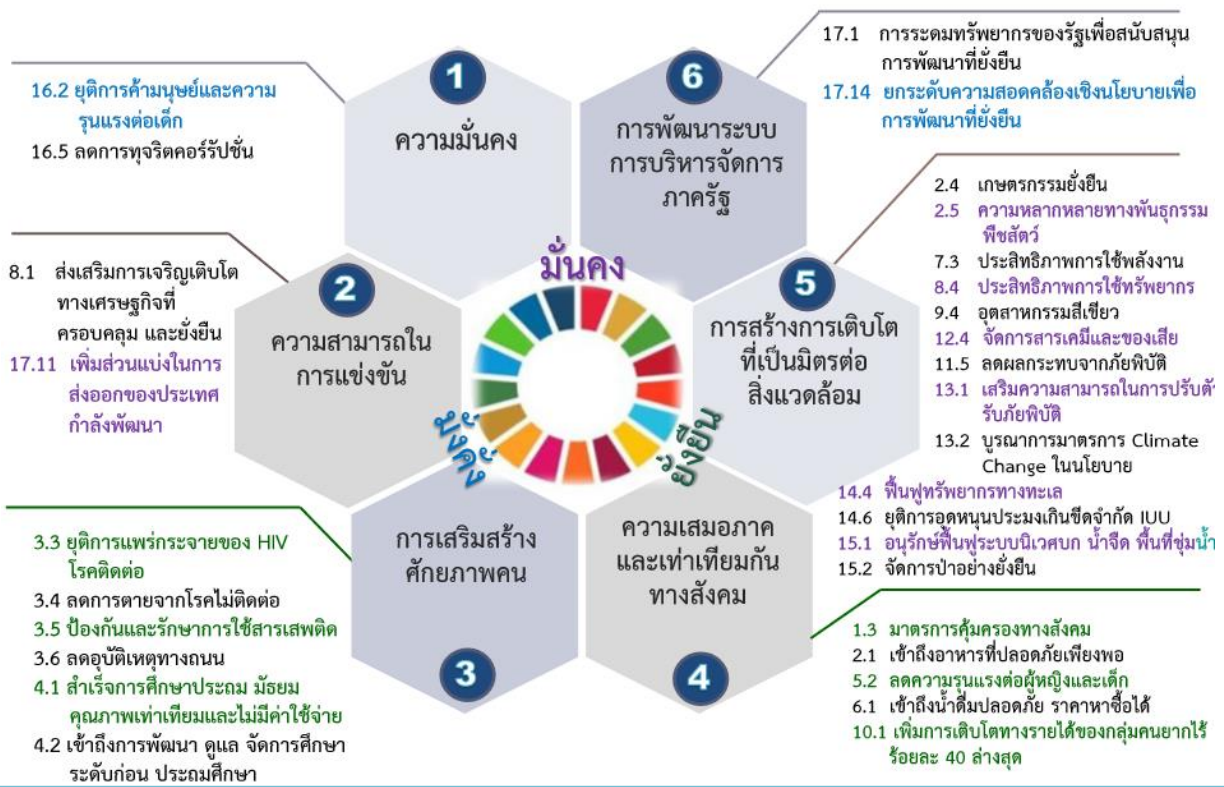 1
ความมั่นคง
16.2 ยุติการค้ามนุษย์และความ
รุนแรงต่อเด็ก
16.5 ลดการทุจริตคอร์รัปชั่น
2
ความสามารถใน
การแข่งขัน
8.1 ส่งเสริมการเจริญเติบโต
ทางเศรษฐกิจที่
ครอบคลุม และยั่งยืน
17.11 เพิ่มส่วนแบ่งในการ
ส่งออกของประเทศ
กำลังพัฒนา
การเสริมสร้าง
ศักยภาพคน
3
3.3 ยุติการแพร่กระจายของ HIV
โรคติดต่อ
3.4 ลดการตายจากโรคไม่ติดต่อ
3.5 ป้องกันและรักษาการใช้สารเสพติด
3.6 ลดอุบัติเหตุทางถนน
4.1 สำเร็จการศึกษาประถม มัธยม
คุณภาพเท่าเทียมและไม่มีค่าใช้จ่าย
4.2 เข้าถึงการพัฒนา ดูแล จัดการศึกษา
ระดับก่อน ประถมศึกษา
มั่นคง
มั่งคั่ง
ยั่งยืน
6
การพัฒนาระบบ
การบริหารจัดการ
ภาครัฐ
17.1 การระดมทรัพยากรของรัฐเพื่อสนับสนุน
การพัฒนาที่ยั่งยืน
17.14 ยกระดับความสอดคล้องเชิงนโยบายเพื่อ
การพัฒนาที่ยั่งยืน
5
การสร้างการเติบโต
ที่เป็นมิตรต่อ
สิ่งแวดล้อม
2.4 เกษตรกรรมยั่งยืน
2.5 ความหลากหลายทางพันธุกรรม
พืชสัตว์
7.3 ประสิทธิภาพการใช้พลังงาน
8.4 ประสิทธิภาพการใช้ทรัพยากร
9.4 อุตสาหกรรมสีเขียว
12.4 จัดการสารเคมีและของเสีย
11.5 ลดผลกระทบจากภัยพิบัติ
13.1 เสริมความสามารถในการปรับตัว
รับภัยพิบัติ
13.2 บูรณาการมาตรการ Climate
Change ในนโยบาย
14.4 ฟื้นฟูทรัพยากรทางทะเล
14.6 ยุติการอุดหนุนประมงเกินขีดจำกัด IUU
15.1 อนุรักษ์ฟื้นฟูระบบนิเวศบก น้ำจืด พื้นที่ชุ่มน้ำ
15.2 จัดการป่าอย่างยั่งยืน
ความเสมอภาค
และเท่าเทียมกัน
ทางสังคม
4
1.3 มาตรการคุ้มครองทางสังคม
2.1 เข้าถึงอาหารที่ปลอดภัยเพียงพอ
5.2 ลดความรุนแรงต่อผู้หญิงและเด็ก
6.1 เข้าถึงน้ำดื่มปลอดภัย ราคาหาซื้อได้
10.1 เพิ่มการเติบโตทางรายได้ของกลุ่มคนยากไร้
ร้อยละ 40 ล่างสุด